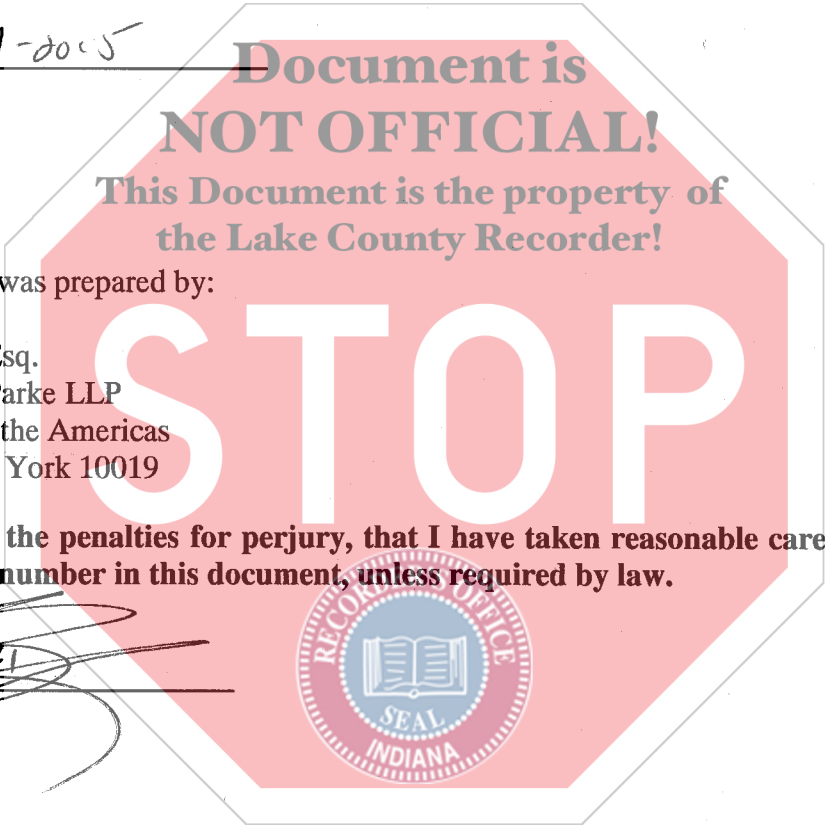 -2015
Document is
NOT OFFICIAL!
This Document is the property of
the Lake County Recorder!
was prepared by:
sq.
arke LLP
the Americas
York 10019
STOP
the penalties for perjury, that I have taken reasonable care
number in this document, unless required by law.
RECORDER'S OFFICE
SEAL
INDIANA